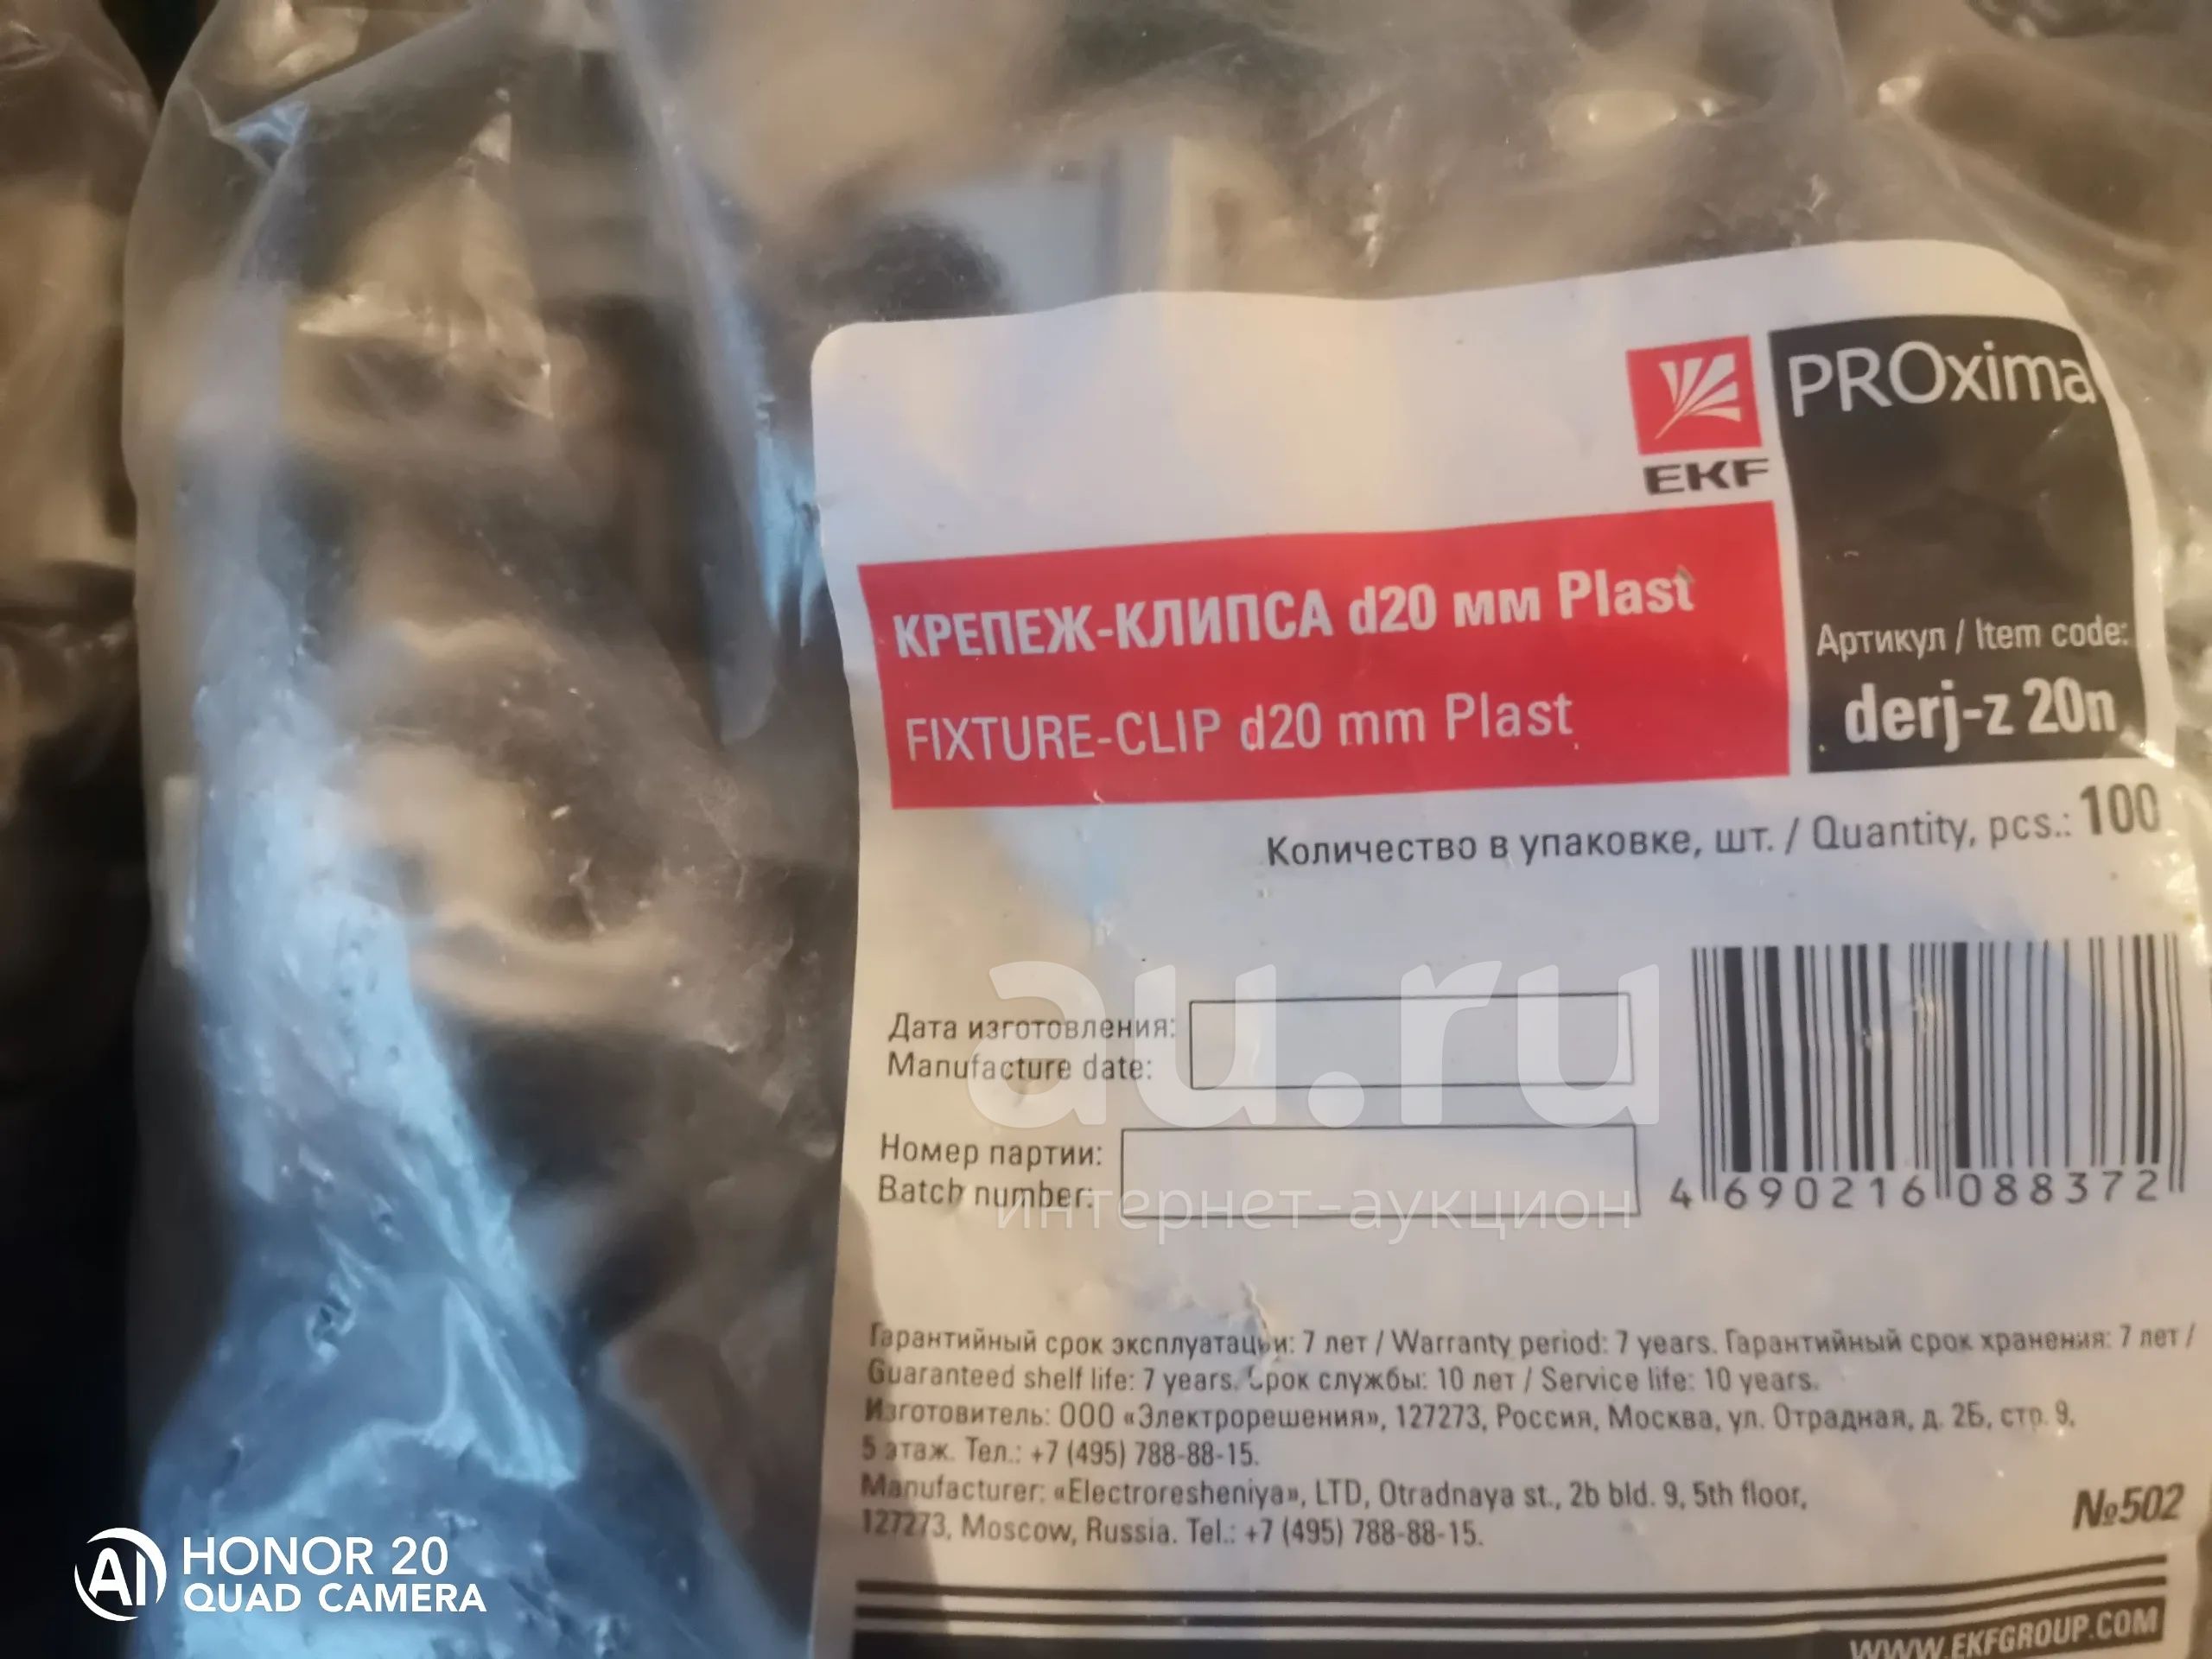 PROxima
EKF
КРЕПЕЖ-КЛИПСА d20 мм Plast
FIXTURE-CLIP d20 mm Plast
Артикул / Item code:
derj-z 20n
Количество в упаковке, шт. / Quantity, pcs.: 100
Дата изготовления:
Manufacture date:
au.ru
Номер партии:
Batch number:
интернет-аукцион
4 690216 088372
Гарантийный срок эксплуатации: 7 лет / Warranty period: 7 years. Гарантийный срок хранения: 7 лет /
Guaranteed shelf life: 7 years. Срок службы: 10 лет / Service life: 10 years.
Изготовитель: ООО «Электрорешения», 127273, Россия, Москва, ул. Отрадная, д. 2Б, стр. 9,
5 этаж. Тел.: +7 (495) 788-88-15.
Manufacturer: «Electroresheniya», LTD, Otradnaya st., 2b bld. 9, 5th floor,
127273, Moscow, Russia. Tel.: +7 (495) 788-88-15.
№502
WWW.EKFGROUP.COM
AI HONOR 20
QUAD CAMERA